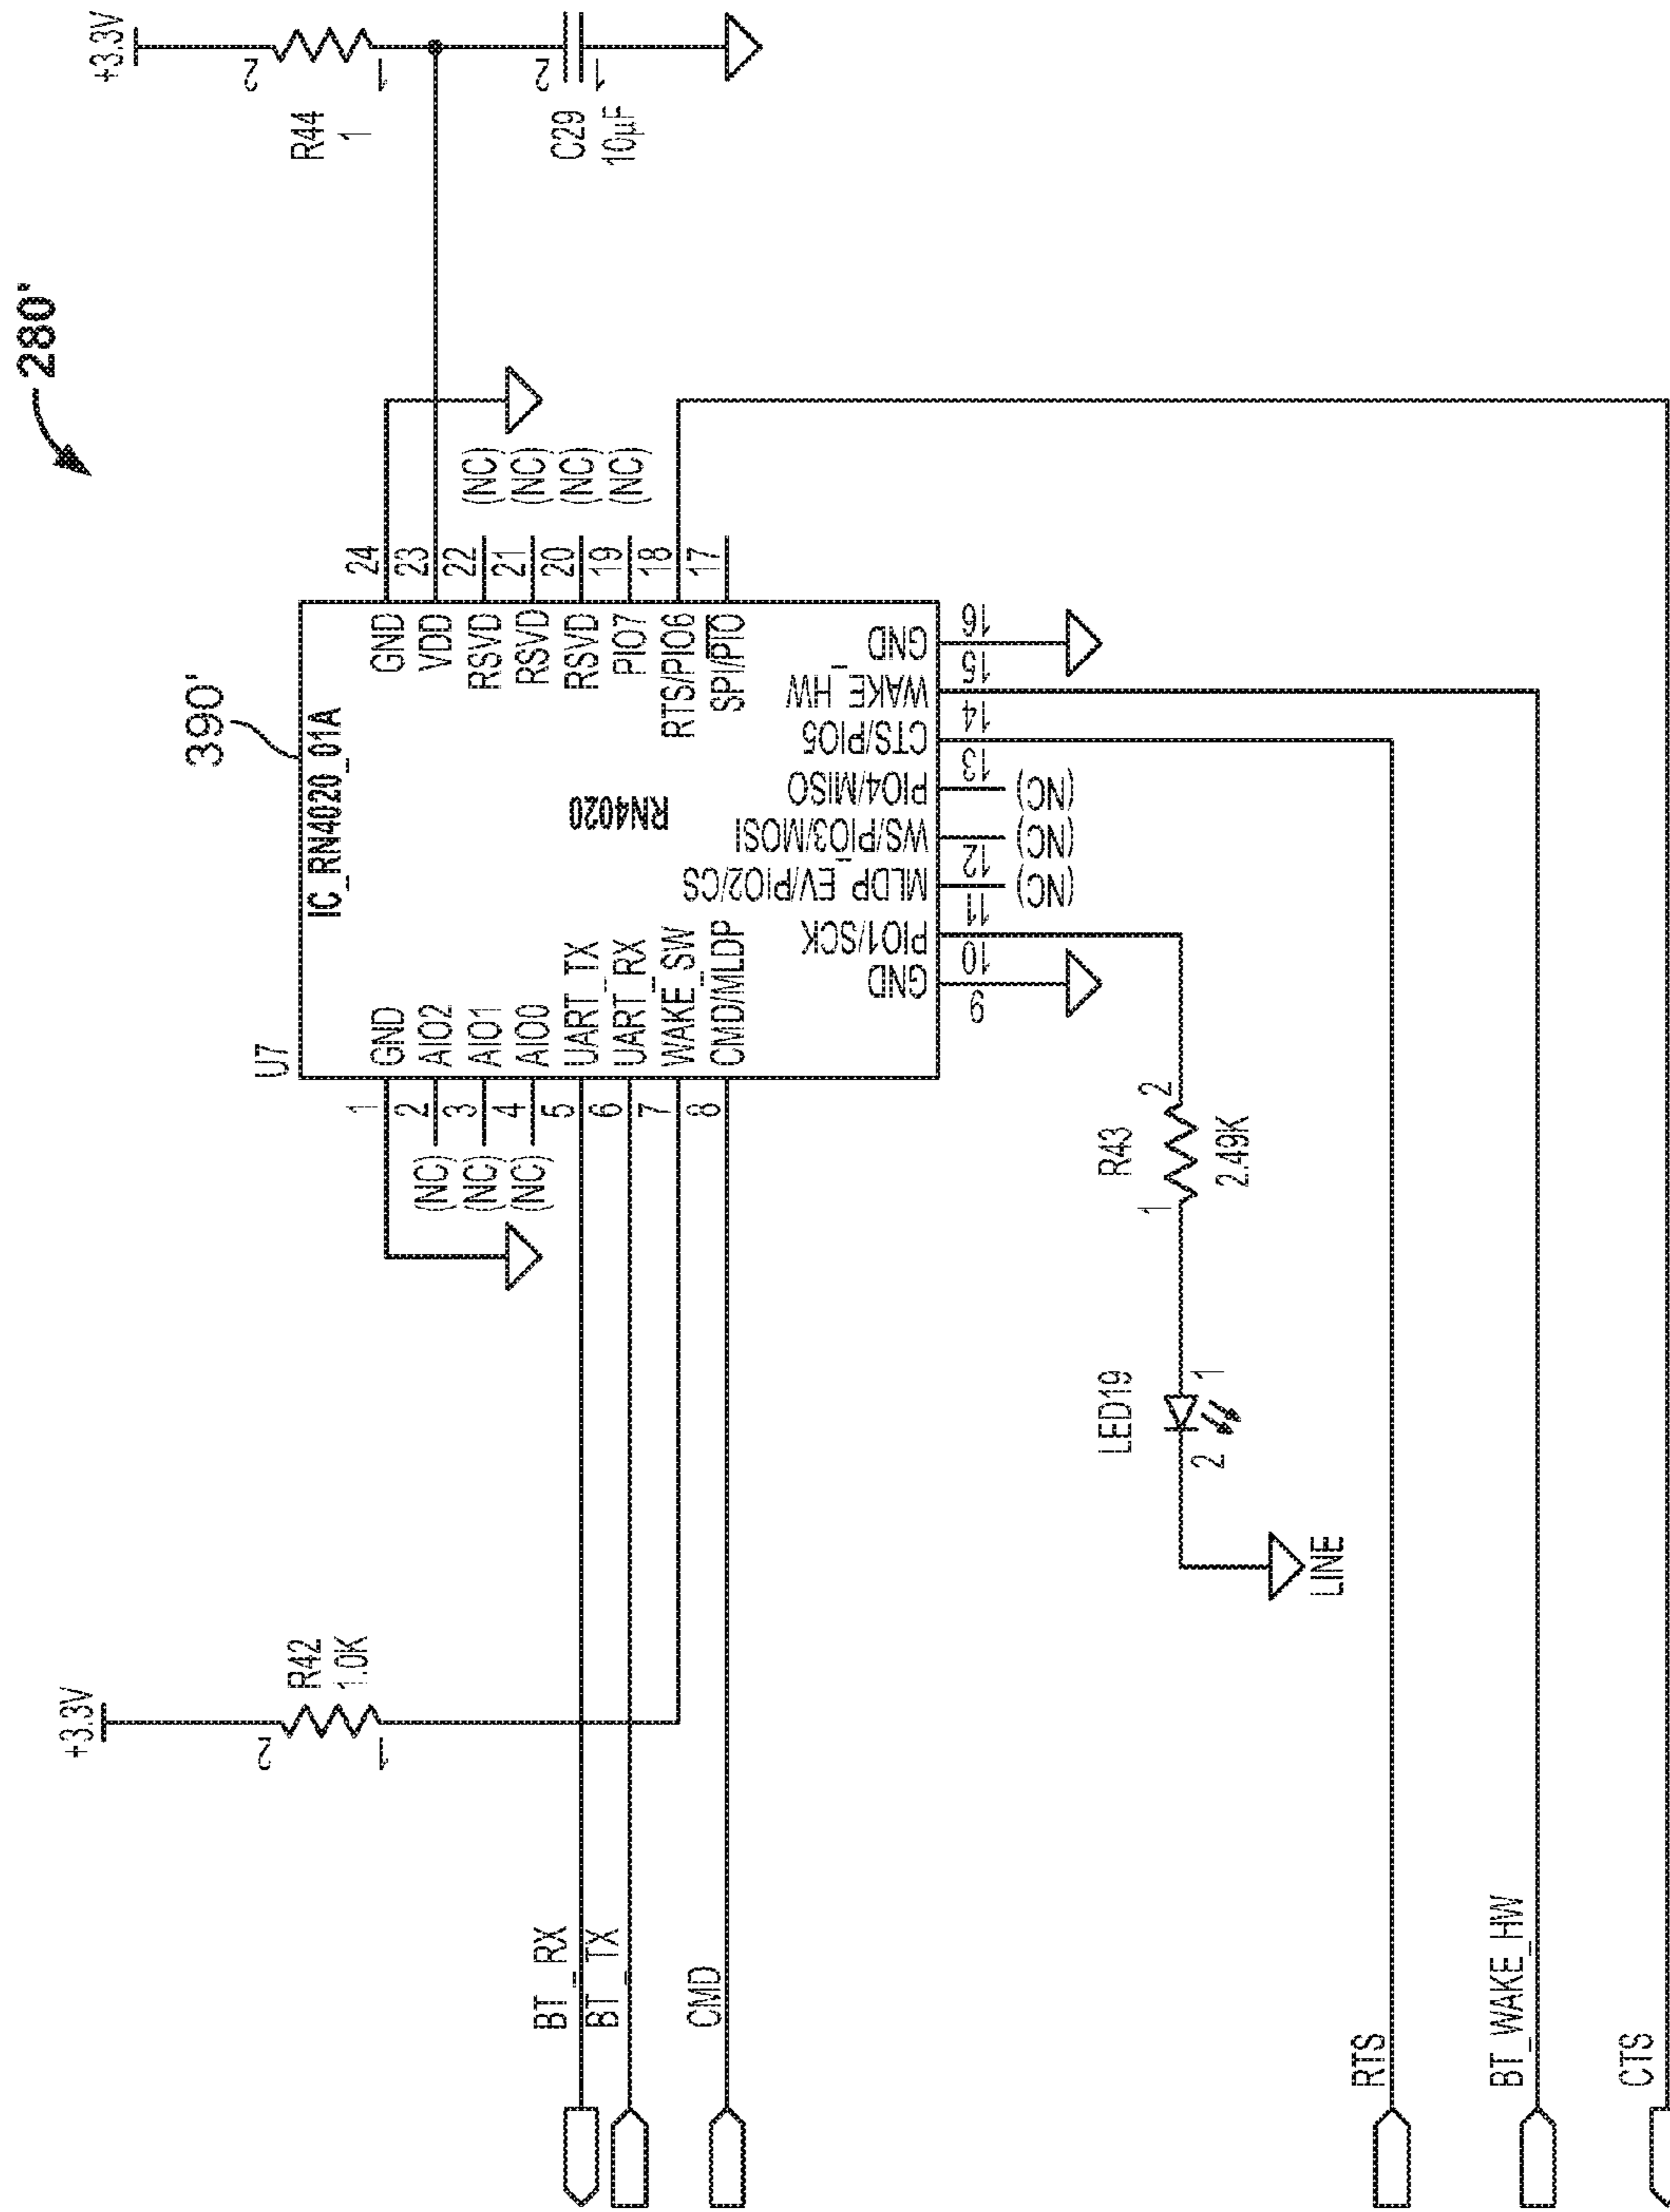 280'
390'
+3.3V
2
R42
1.0K
1
+3.3V
2
R44
1
1
2
C29
10µF
1
U7
IC_RN4020_01A
RN4020
1
GND
2
AIO2
(NC)
3
AIO1
(NC)
4
AIO0
(NC)
5
UART_TX
6
UART_RX
7
WAKE_SW
8
CMD/MLDP
GND
24
VDD
23
RSVD
22
(NC)
RSVD
21
(NC)
RSVD
20
(NC)
PIO7
19
(NC)
RTS/PIO6
18
SPI/PIO
17
GND
9
PIO1/SCK
10
MLDP_EV/PIO2/CS
11
(NC)
WS/PIO3/MOSI
12
(NC)
PIO4/MISO
13
(NC)
CTS/PIO5
14
WAKE_HW
15
GND
16
BT_RX
BT_TX
CMD
LED19
2
1
R43
1
2
2.49K
LINE
RTS
BT_WAKE_HW
CTS